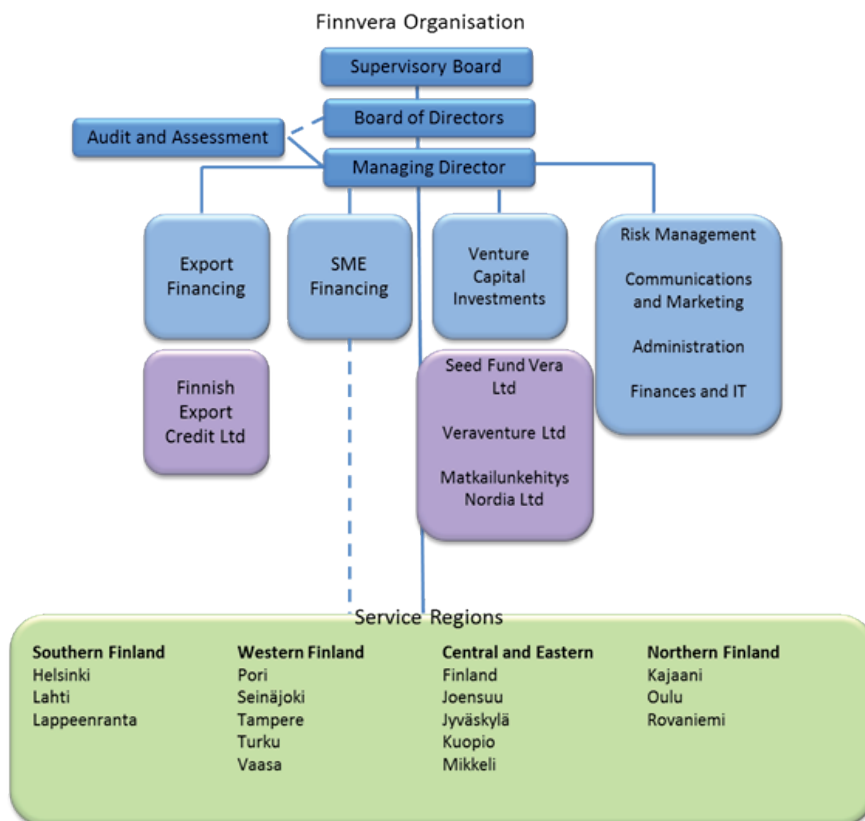 Finnvera Organisation
Supervisory Board
Board of Directors
Audit and Assessment
Managing Director
Export
Financing
SME
Financing
Venture
Capital
Investments
Risk Management
Communications
and Marketing
Administration
Finances and IT
Finnish
Export
Credit Ltd
Seed Fund Vera
Ltd
Veraventure Ltd
Matkailunkehitys
Nordia Ltd
Service Regions
Southern Finland
Helsinki
Lahti
Lappeenranta
Western Finland
Pori
Seinäjoki
Tampere
Turku
Vaasa
Central and Eastern
Finland
Joensuu
Jyväskylä
Kuopio
Mikkeli
Northern Finland
Kajaani
Oulu
Rovaniemi